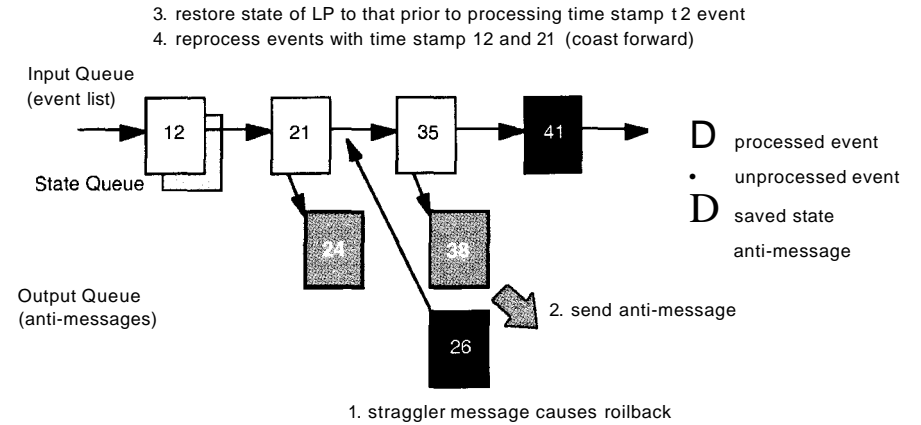 3. restore state of LP to that prior to processing time stamp t2 event
4. reprocess events with time stamp 12 and 21 (coast forward)
Input Queue
(event list)
12
21
35
41
State Queue
D processed event
• unprocessed event
D saved state
anti-message
24
38
Output Queue
(anti-messages)
2. send anti-message
26
1. straggler message causes roilback